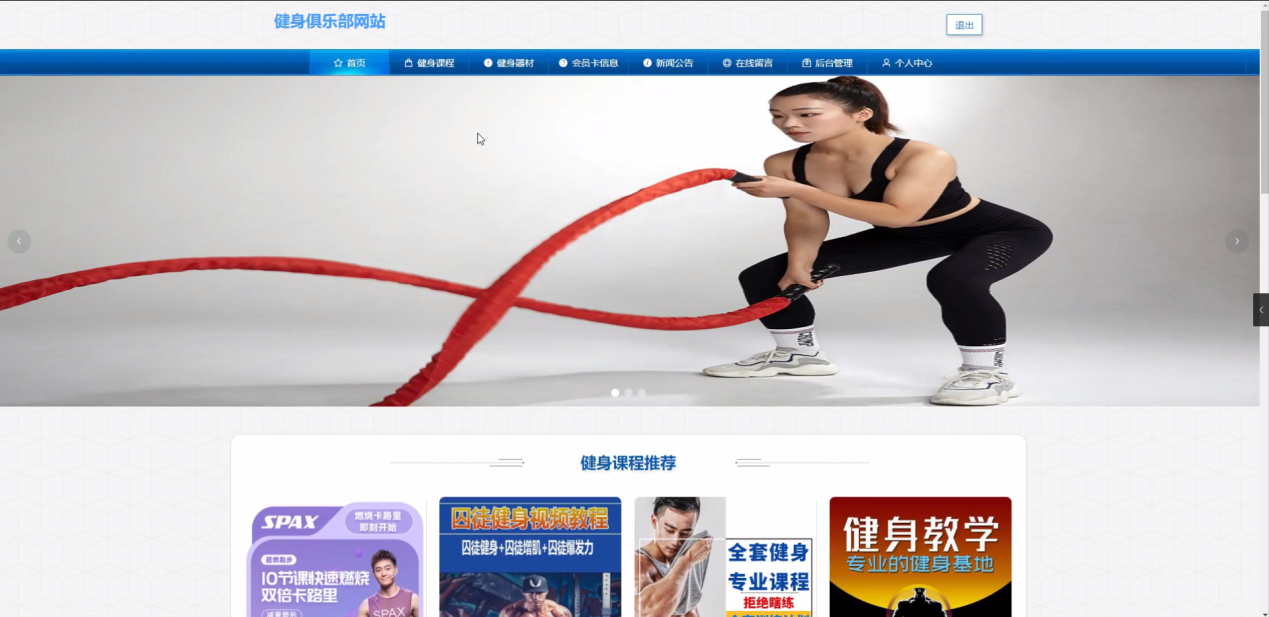 健身俱乐部网站
退出
首页
健身课程
健身器材
会员卡信息
新闻公告
在线留言
后台管理
个人中心
健身课程推荐
SPAX
燃烧卡路里
即刻开始
超燃跑步
10节课快速燃烧
双倍卡路里
SPAX
囚徒健身视频教程
囚徒健身+囚徒增肌+囚徒爆发力
全套健身
专业课程
拒绝瞎练
健身教学
专业的健身基地